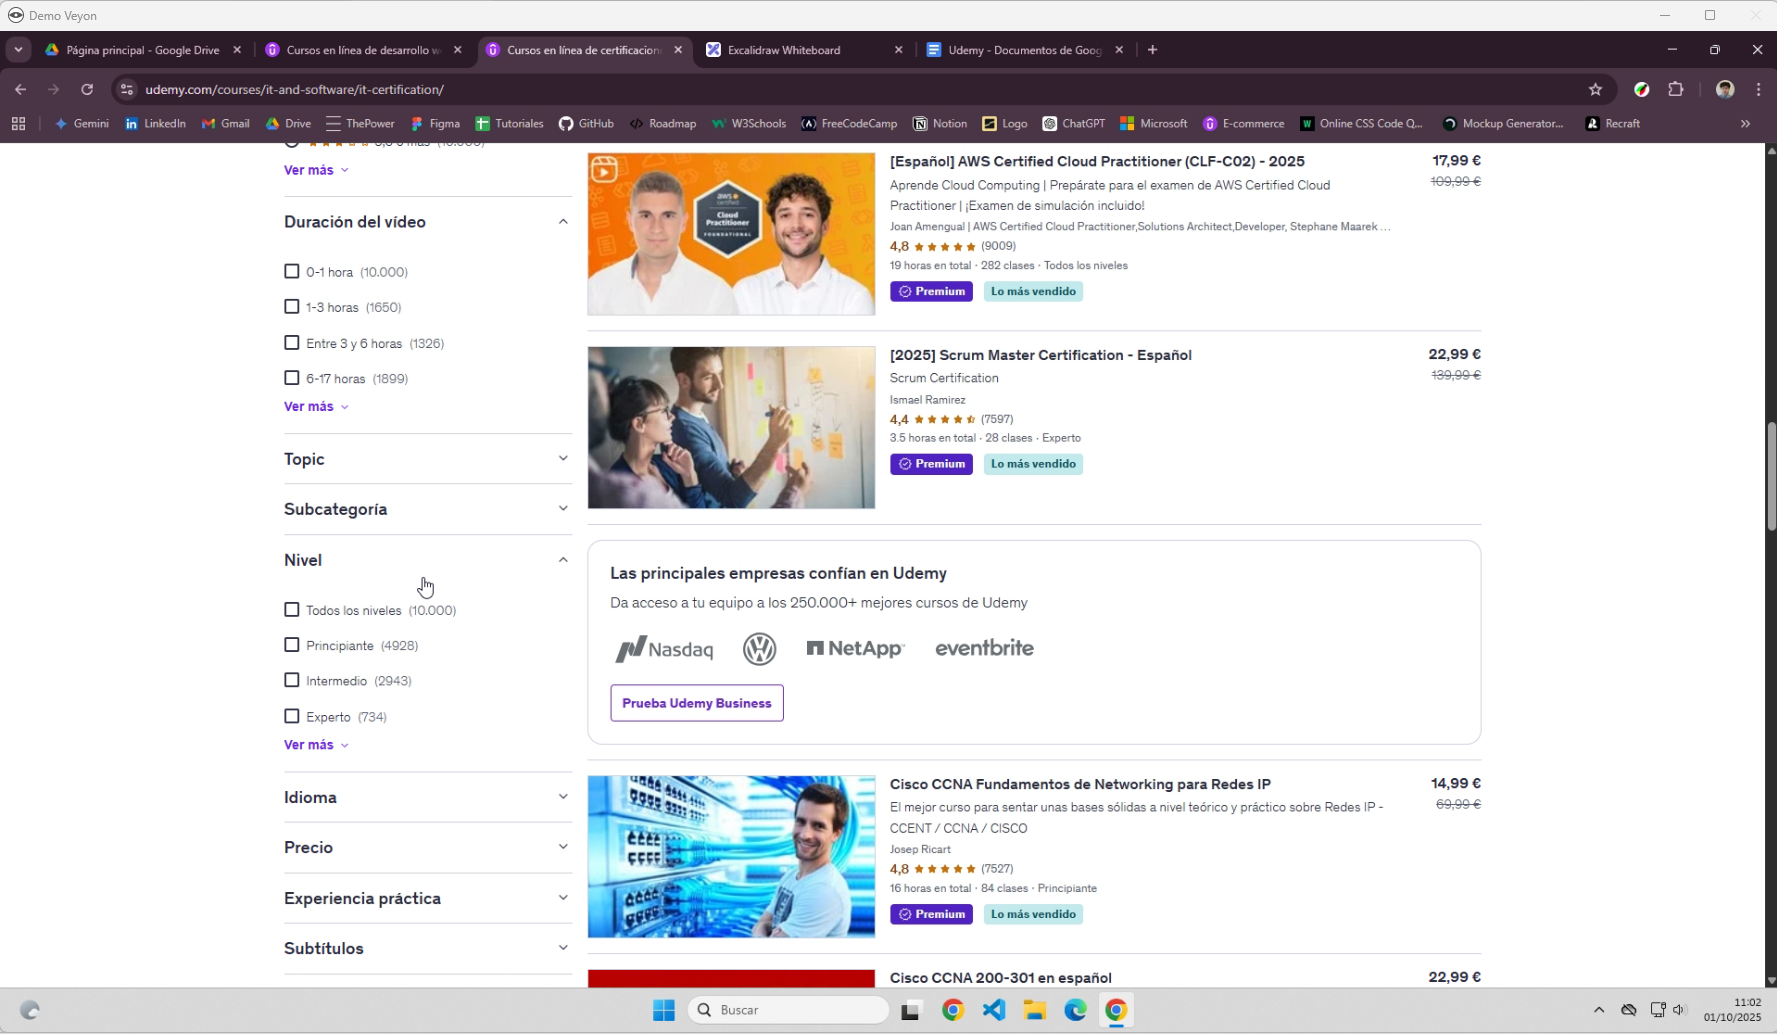 Demo Veyon
Página principal - Google Drive
Cursos en línea de desarrollo w
Cursos en línea de certificacion
Excalidraw Whiteboard
Udemy - Documentos de Goog
udemy.com/courses/it-and-software/it-certification/
Gemini
LinkedIn
Gmail
Drive
ThePower
Figma
Tutoriales
GitHub
Roadmap
W3Schools
FreeCodeCamp
Notion
Logo
ChatGPT
Microsoft
E-commerce
Online CSS Code Q...
Mockup Generator...
Recraft
Ver más
Duración del vídeo
0-1 hora (10.000)
1-3 horas (1650)
Entre 3 y 6 horas (1326)
6-17 horas (1899)
Ver más
Topic
Subcategoría
Nivel
Todos los niveles (10.000)
Principiante (4928)
Intermedio (2943)
Experto (734)
Ver más
Idioma
Precio
Experiencia práctica
Subtítulos
aws
certified
Cloud
Practitioner
FOUNDATIONAL
[Español] AWS Certified Cloud Practitioner (CLF-C02) - 2025
17,99 €
109,99 €
Aprende Cloud Computing | Prepárate para el examen de AWS Certified Cloud
Practitioner | ¡Examen de simulación incluido!
Joan Amengual | AWS Certified Cloud Practitioner,Solutions Architect,Developer, Stephane Maarek ...
4,8 (9009)
19 horas en total · 282 clases · Todos los niveles
Premium
Lo más vendido
[2025] Scrum Master Certification - Español
22,99 €
139,99 €
Scrum Certification
Ismael Ramirez
4,4 (7597)
3.5 horas en total · 28 clases · Experto
Premium
Lo más vendido
Las principales empresas confían en Udemy
Da acceso a tu equipo a los 250.000+ mejores cursos de Udemy
Nasdaq
NetApp
eventbrite
Prueba Udemy Business
Cisco CCNA Fundamentos de Networking para Redes IP
14,99 €
69,99 €
El mejor curso para sentar unas bases sólidas a nivel teórico y práctico sobre Redes IP -
CCENT / CCNA / CISCO
Josep Ricart
4,8 (7527)
16 horas en total · 84 clases · Principiante
Premium
Lo más vendido
Cisco CCNA 200-301 en español
22,99 €
Buscar
11:02
01/10/2025